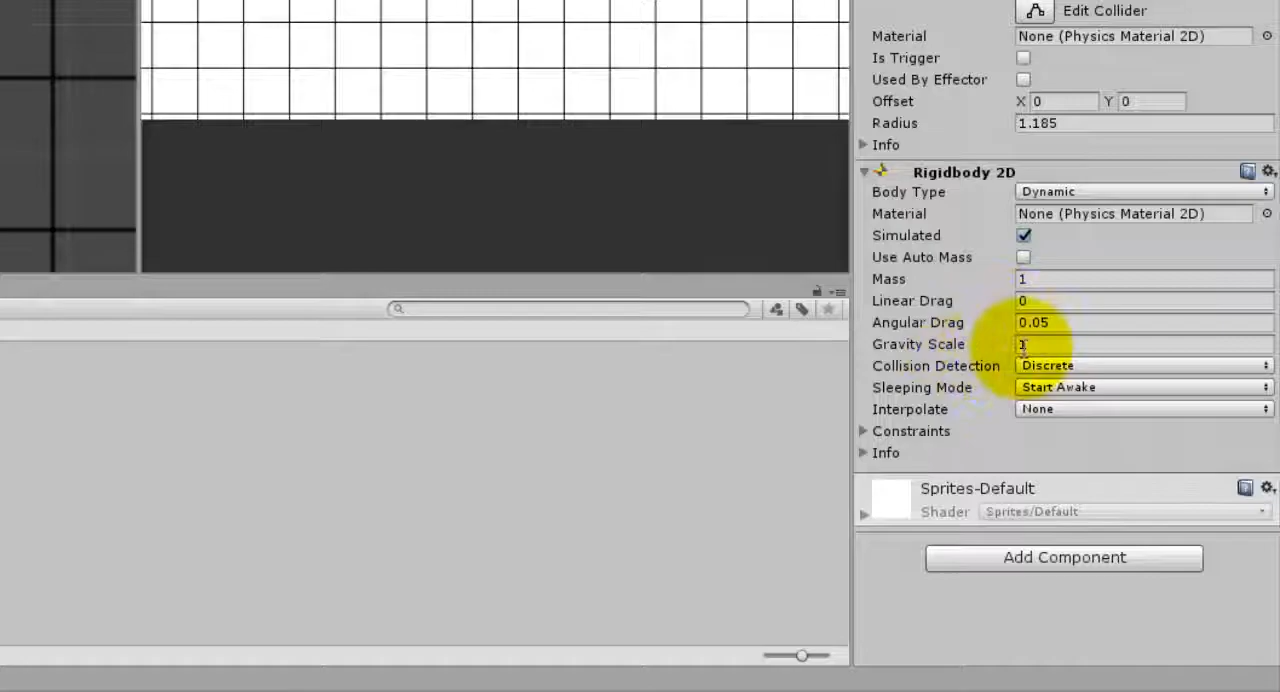 Edit Collider
Material None (Physics Material 2D)
Is Trigger
Used By Effector
Offset X 0 Y 0
Radius 1.185
Info
Rigidbody 2D
Body Type Dynamic
Material None (Physics Material 2D)
Simulated
Use Auto Mass
Mass 1
Linear Drag 0
Angular Drag 0.05
Gravity Scale 1
Collision Detection Discrete
Sleeping Mode Start Awake
Interpolate None
Constraints
Info
Sprites-Default
Shader Sprites/Default
Add Component